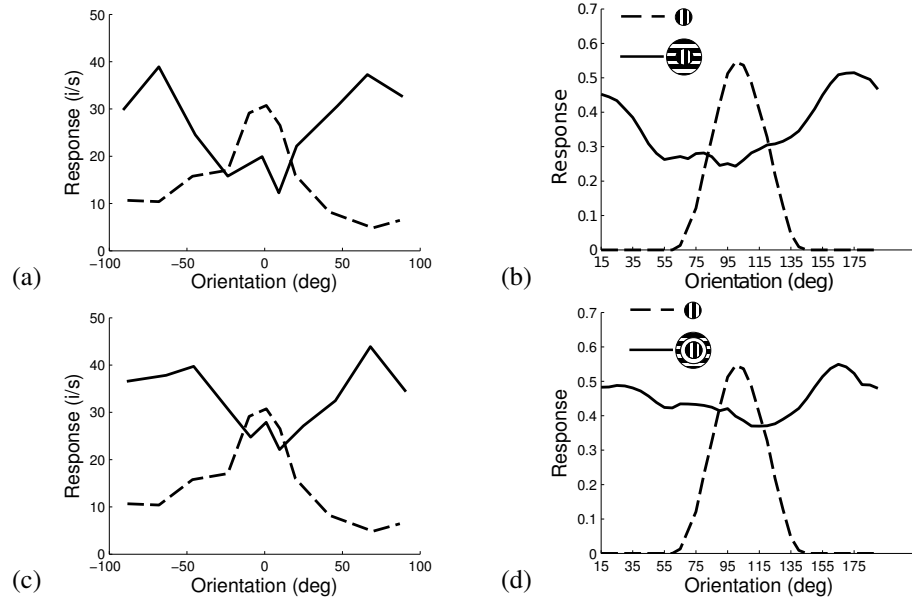 50
40
30
20
10
0
Response (i/s)
−100 −50 0 50 100
Orientation (deg)
(a)
0.7
0.6
0.5
0.4
0.3
0.2
0.1
0
Response
15 35 55 75 95 115 135 155 175
Orientation (deg)
(b)
50
40
30
20
10
0
Response (i/s)
−100 −50 0 50 100
Orientation (deg)
(c)
0.7
0.6
0.5
0.4
0.3
0.2
0.1
0
Response
15 35 55 75 95 115 135 155 175
Orientation (deg)
(d)